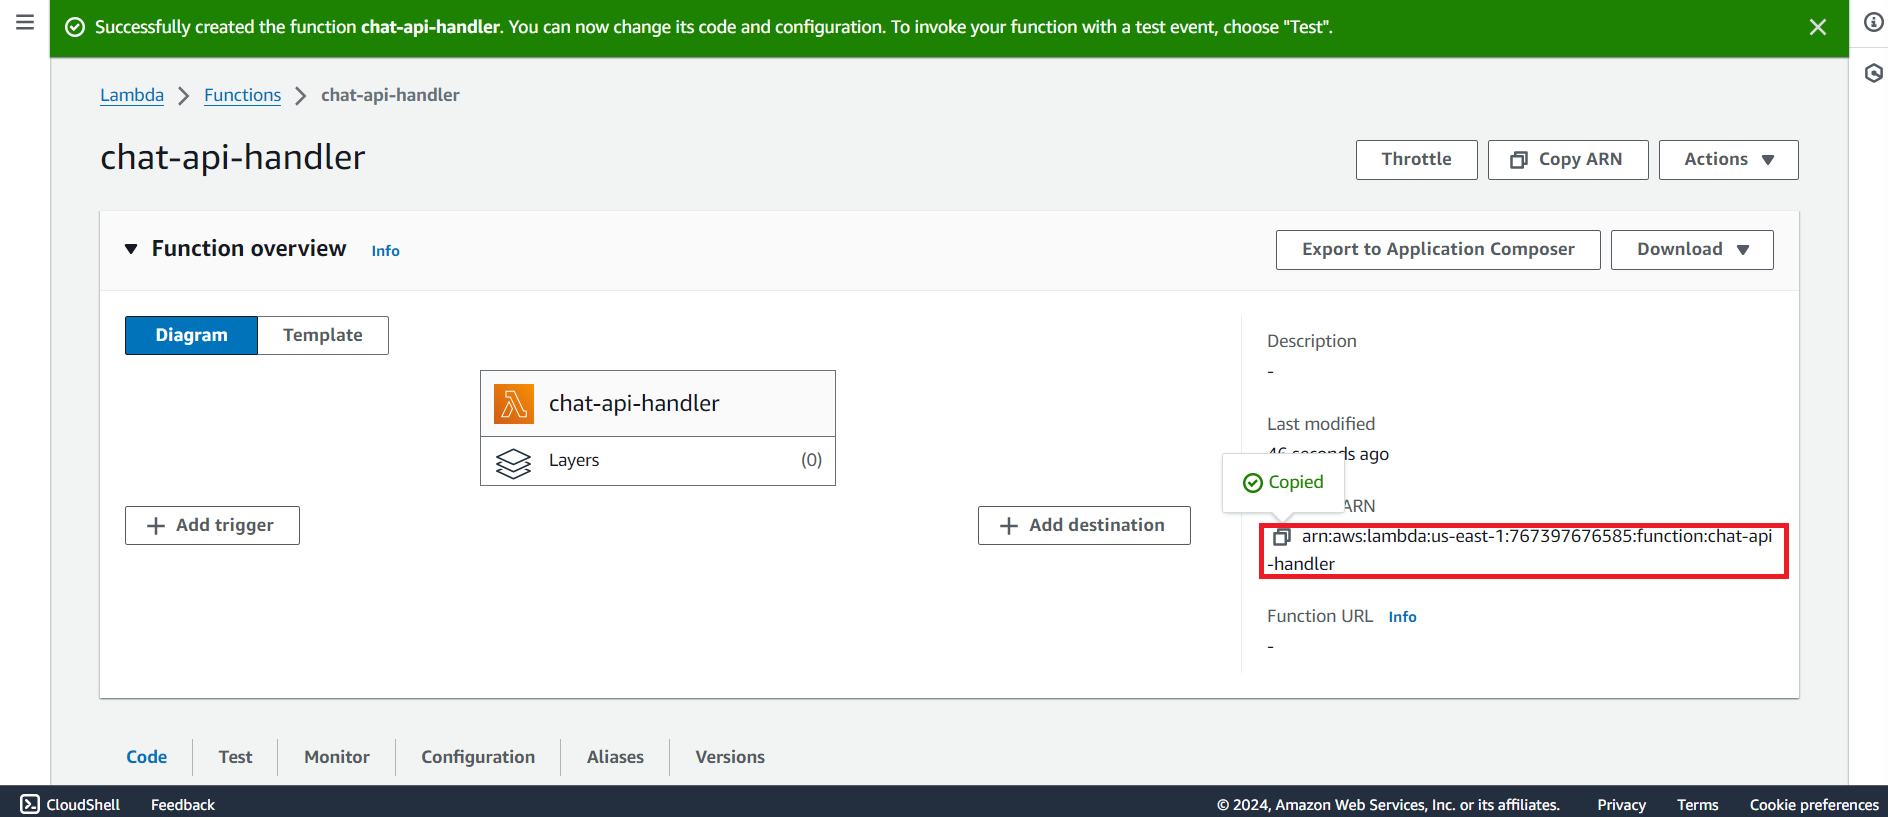 Successfully created the function chat-api-handler. You can now change its code and configuration. To invoke your function with a test event, choose "Test".
Lambda Functions chat-api-handler
chat-api-handler
Throttle Copy ARN Actions
Function overview Info
Export to Application Composer Download
Diagram Template
chat-api-handler
Layers (0)
Add trigger
Add destination
Description
-
Last modified
seconds ago
Copied
ARN
arn:aws:lambda:us-east-1:767397676585:function:chat-api
-handler
Function URL Info
-
Code Test Monitor Configuration Aliases Versions
CloudShell Feedback
© 2024, Amazon Web Services, Inc. or its affiliates. Privacy Terms Cookie preferences